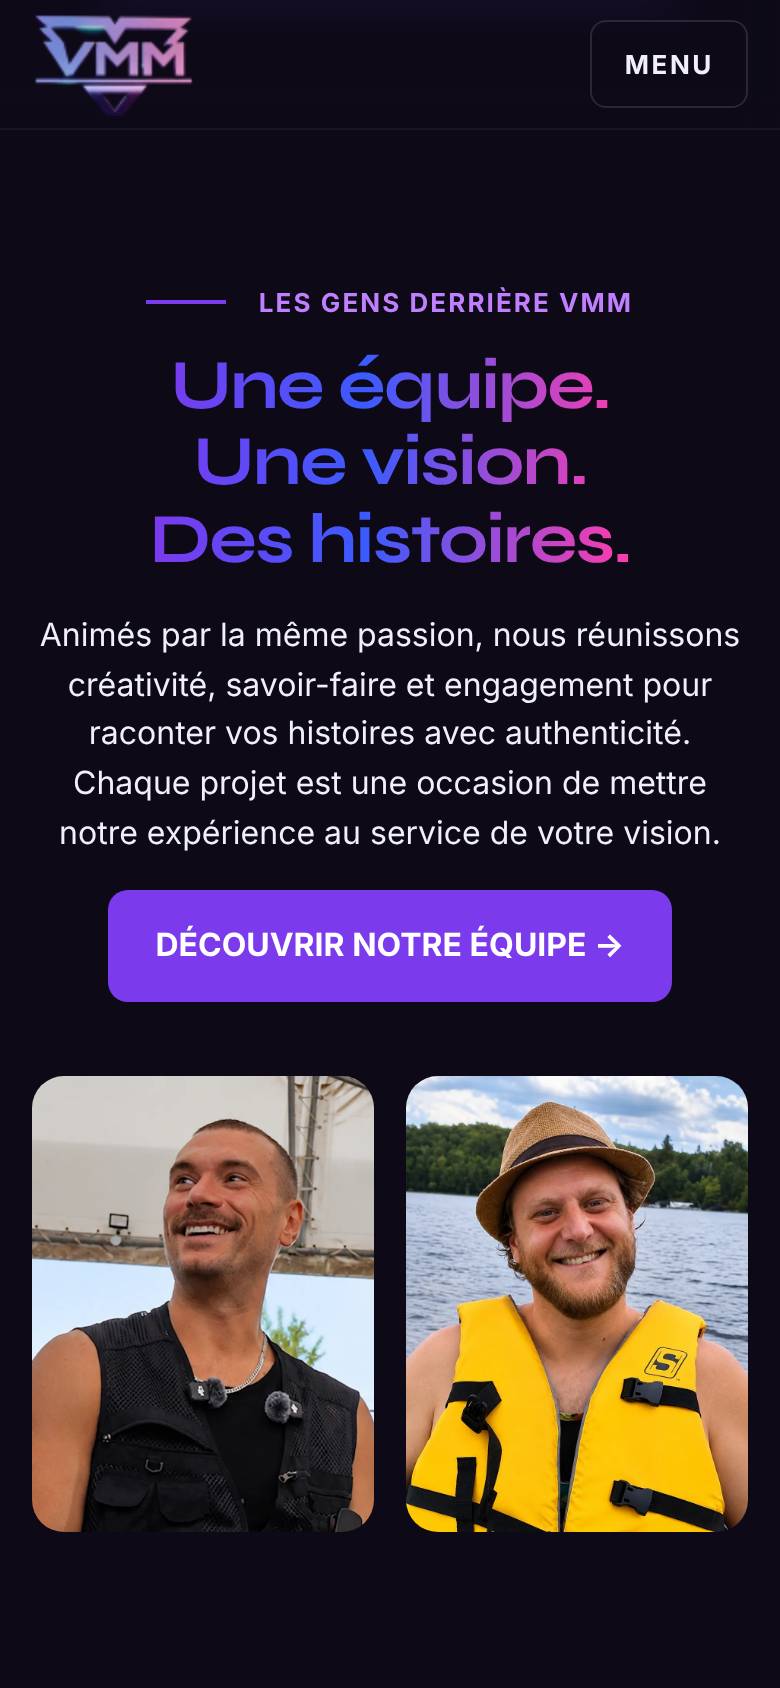 VMM
MENU
LES GENS DERRIÈRE VMM
Une équipe.
Une vision.
Des histoires.
Animés par la même passion, nous réunissons
créativité, savoir-faire et engagement pour
raconter vos histoires avec authenticité.
Chaque projet est une occasion de mettre
notre expérience au service de votre vision.
DÉCOUVRIR NOTRE ÉQUIPE →
S